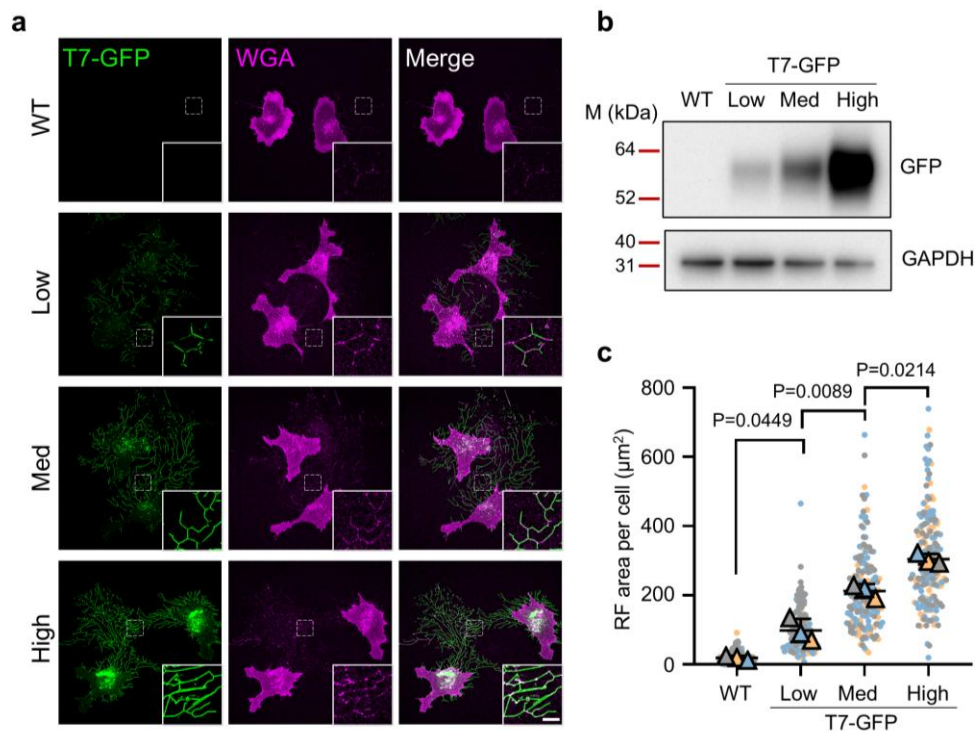 a
T7-GFP
WGA
Merge
WT
Low
Med
High
b
T7-GFP
WT
Low
Med
High
M (kDa)
64
52
GFP
40
31
GAPDH
c
P=0.0449
P=0.0089
P=0.0214
RF area per cell (µm²)
800
600
400
200
0
WT
Low
Med
High
T7-GFP